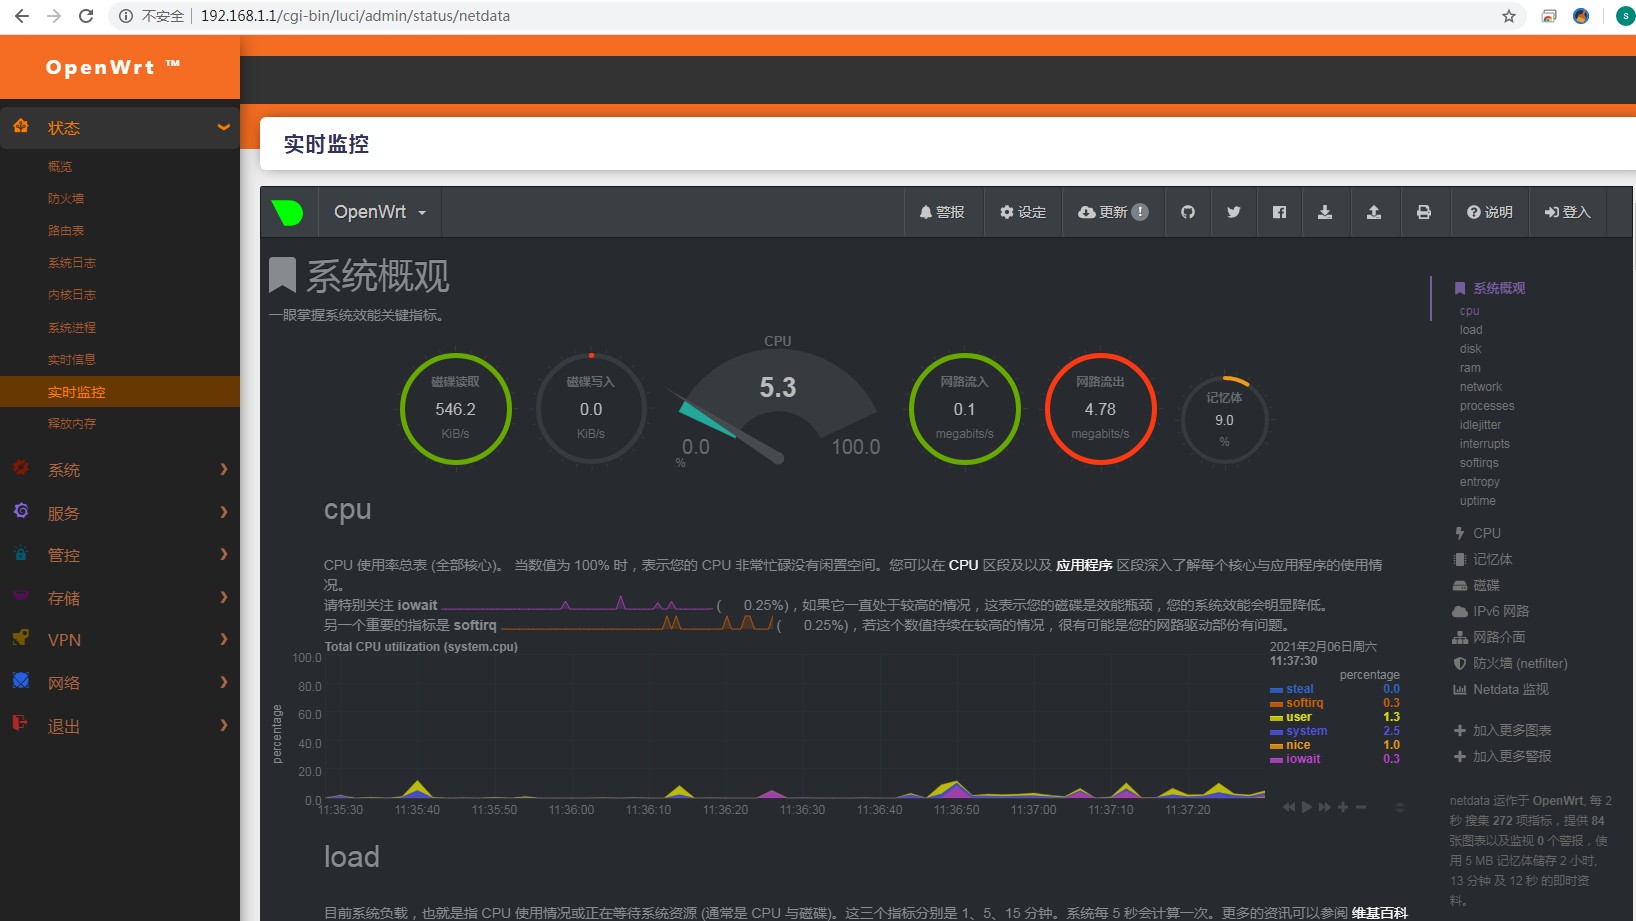 不安全 192.168.1.1/cgi-bin/luci/admin/status/netdata
s
OpenWrt ™
状态
概览
防火墙
路由表
系统日志
内核日志
系统进程
实时信息
实时监控
释放内存
系统
服务
管控
存储
VPN
网络
退出
实时监控
OpenWrt
警报
设定
更新 !
说明
登入
系统概观
一眼掌握系统效能关键指标。
磁碟读取
546.2
KiB/s
磁碟写入
0.0
KiB/s
CPU
5.3
0.0
100.0
%
网路流入
0.1
megabits/s
网路流出
4.78
megabits/s
记忆体
9.0
%
cpu
CPU 使用率总表 (全部核心)。 当数值为 100% 时，表示您的 CPU 非常忙碌没有闲置空间。您可以在 CPU 区段及以及 应用程序 区段深入了解每个核心与应用程序的使用情
况。
请特别关注 iowait ( 0.25%)，如果它一直处于较高的情况，这表示您的磁碟是效能瓶颈，您的系统效能会明显降低。
另一个重要的指标是 softirq ( 0.25%)，若这个数值持续在较高的情况，很有可能是您的网路驱动部份有问题。
Total CPU utilization (system.cpu)
percentage
100.0
80.0
60.0
40.0
20.0
0.0
11:35:30 11:35:40 11:35:50 11:36:00 11:36:10 11:36:20 11:36:30 11:36:40 11:36:50 11:37:00 11:37:10 11:37:20
2021年2月06日周六
11:37:30
percentage
steal 0.0
softirq 0.3
user 1.3
system 2.5
nice 1.0
iowait 0.3
load
目前系统负载，也就是指 CPU 使用情况或正在等待系统资源 (通常是 CPU 与磁碟)。这三个指标分别是 1、5、15 分钟。系统每 5 秒会计算一次。更多的资讯可以参阅 维基百科
系统概观
cpu
load
disk
ram
network
processes
idlejitter
interrupts
softirqs
entropy
uptime
CPU
记忆体
磁碟
IPv6 网路
网路介面
防火墙 (netfilter)
Netdata 监视
加入更多图表
加入更多警报
netdata 运作于 OpenWrt, 每 2
秒 搜集 272 项指标，提供 84
张图表以及监视 0 个警报，使
用 5 MB 记忆体储存 2 小时,
13 分钟 及 12 秒 的即时资
料。